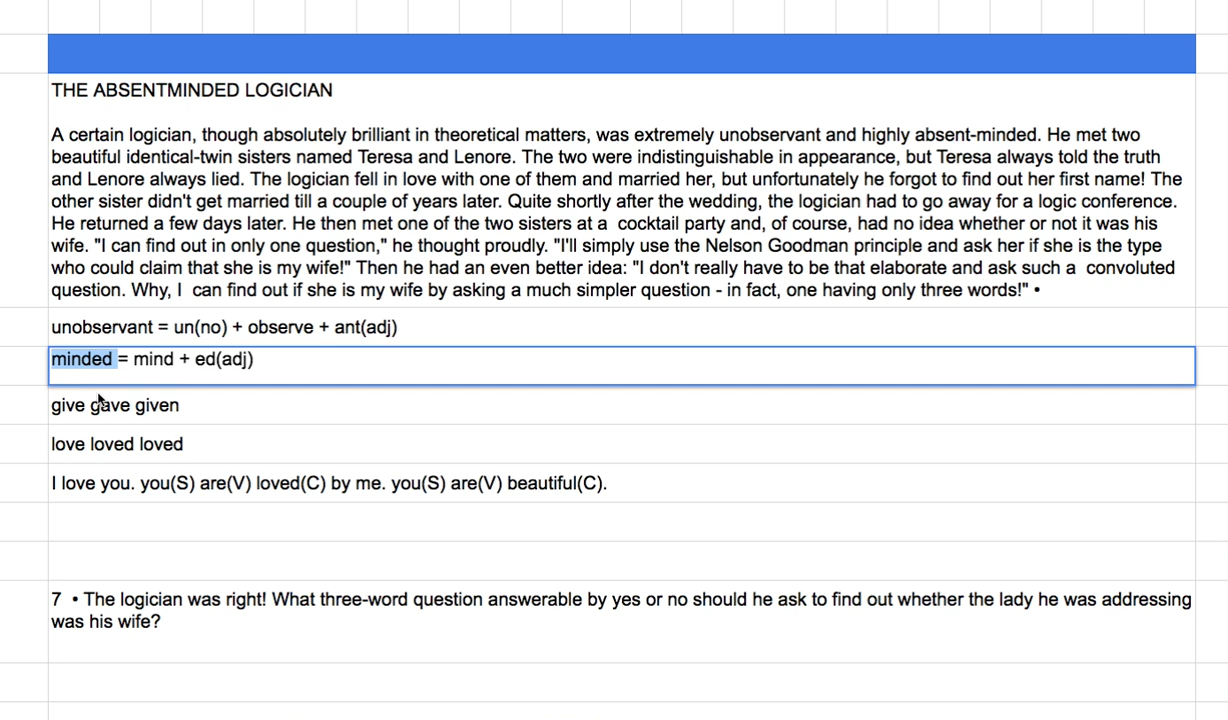 THE ABSENTMINDED LOGICIAN
A certain logician, though absolutely brilliant in theoretical matters, was extremely unobservant and highly absent-minded. He met two
beautiful identical-twin sisters named Teresa and Lenore. The two were indistinguishable in appearance, but Teresa always told the truth
and Lenore always lied. The logician fell in love with one of them and married her, but unfortunately he forgot to find out her first name! The
other sister didn't get married till a couple of years later. Quite shortly after the wedding, the logician had to go away for a logic conference.
He returned a few days later. He then met one of the two sisters at a  cocktail party and, of course, had no idea whether or not it was his
wife. "I can find out in only one question," he thought proudly. "I'll simply use the Nelson Goodman principle and ask her if she is the type
who could claim that she is my wife!" Then he had an even better idea: "I don't really have to be that elaborate and ask such a  convoluted
question. Why, I  can find out if she is my wife by asking a much simpler question - in fact, one having only three words!" •
unobservant = un(no) + observe + ant(adj)
minded = mind + ed(adj)
give gave given
love loved loved
I love you. you(S) are(V) loved(C) by me. you(S) are(V) beautiful(C).
7  • The logician was right! What three-word question answerable by yes or no should he ask to find out whether the lady he was addressing
was his wife?